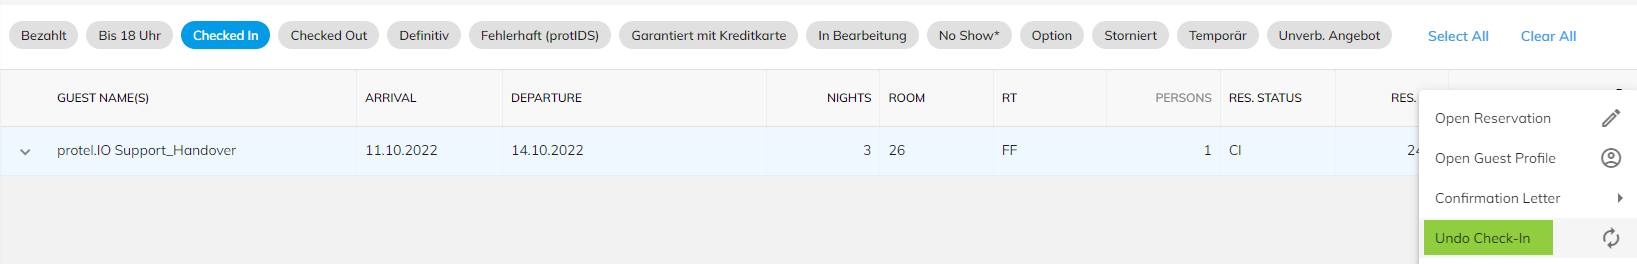 Bezahlt Bis 18 Uhr Checked In Checked Out Definitiv Fehlerhaft (protIDS) Garantiert mit Kreditkarte In Bearbeitung No Show* Option Storniert Temporär Unverb. Angebot Select All Clear All
GUEST NAME(S) ARRIVAL DEPARTURE NIGHTS ROOM RT PERSONS RES. STATUS RES.
protel.IO Support_Handover 11.10.2022 14.10.2022 3 26 FF 1 CI
Open Reservation
Open Guest Profile
Confirmation Letter
Undo Check-In